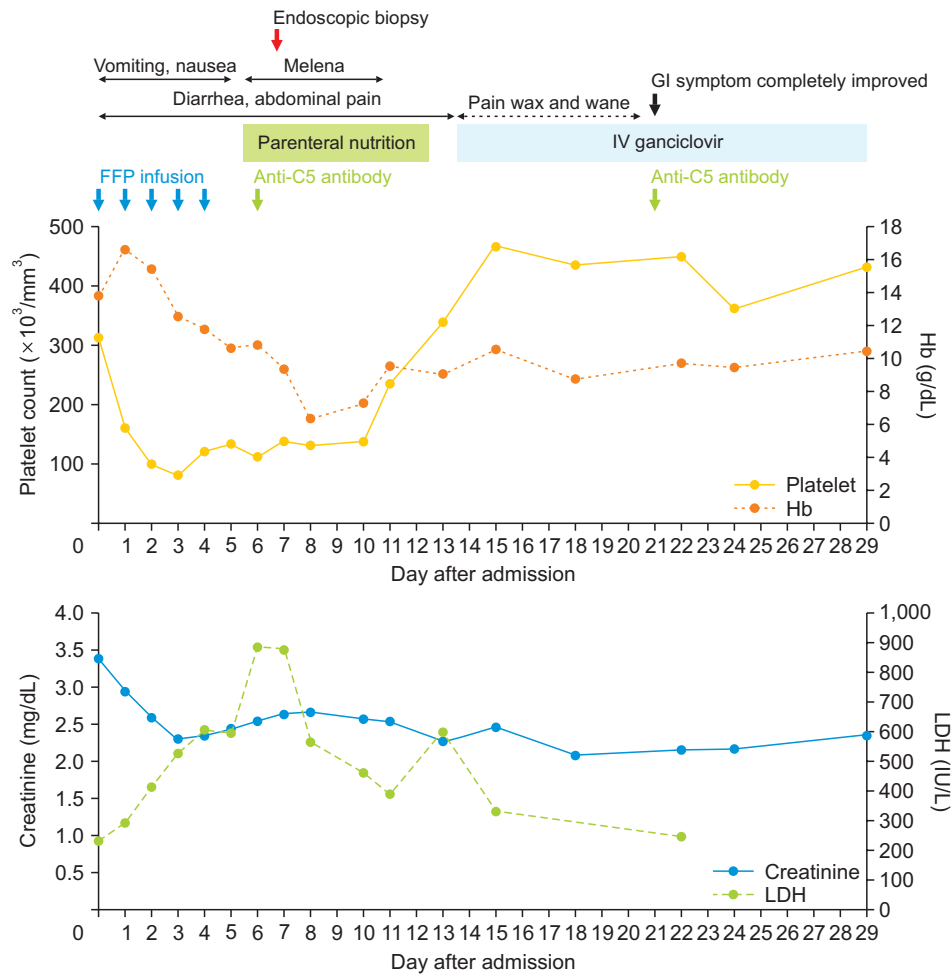 Endoscopic biopsy
Vomiting, nausea
Melena
GI symptom completely improved
Diarrhea, abdominal pain
Pain wax and wane
Parenteral nutrition
IV ganciclovir
FFP infusion
Anti-C5 antibody
Anti-C5 antibody
Platelet count (×10³/mm³)
500
400
300
200
100
0
Hb (g/dL)
18
16
14
12
10
8
6
4
2
0
Platelet
Hb
1 2 3 4 5 6 7 8 9 10 11 12 13 14 15 16 17 18 19 20 21 22 23 24 25 26 27 28 29
Day after admission
Creatinine (mg/dL)
4.0
3.5
3.0
2.5
2.0
1.5
1.0
0.5
0
LDH (IU/L)
1,000
900
800
700
600
500
400
300
200
100
0
Creatinine
LDH
1 2 3 4 5 6 7 8 9 10 11 12 13 14 15 16 17 18 19 20 21 22 23 24 25 26 27 28 29
Day after admission